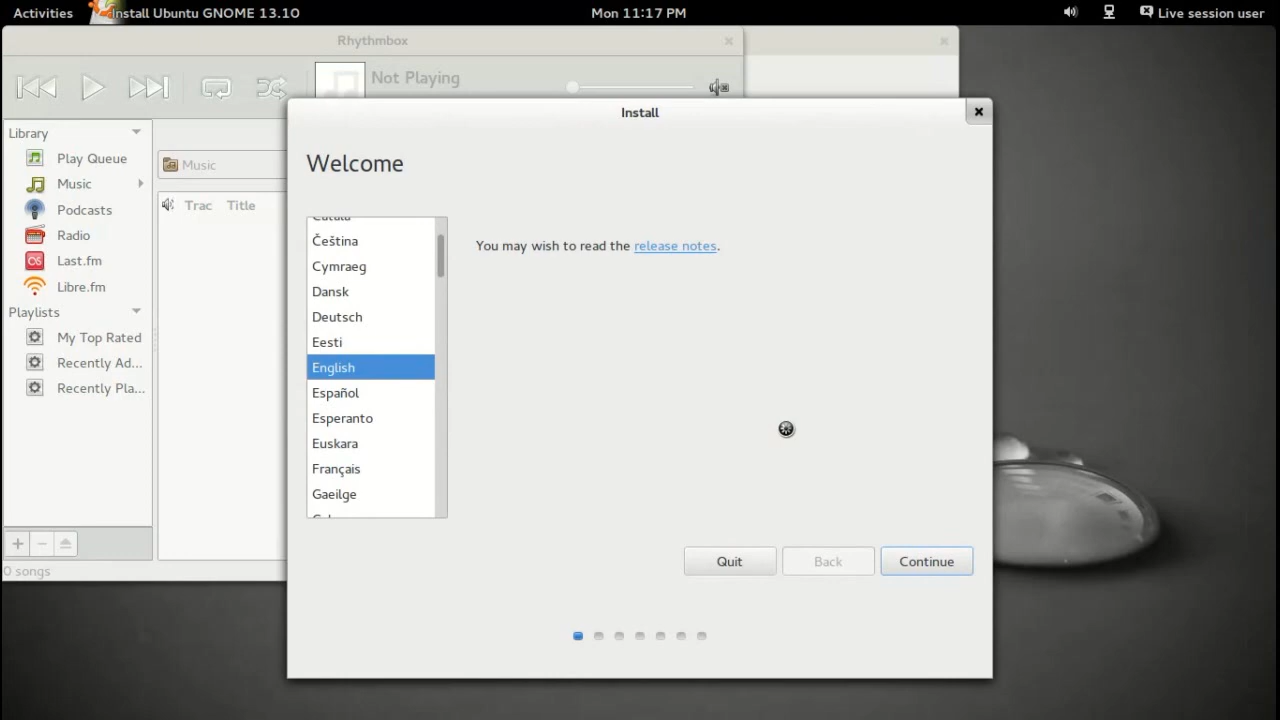 Activities
Install Ubuntu GNOME 13.10
Mon 11:17 PM
Live session user
Rhythmbox
Not Playing
Library
Play Queue
Music
Podcasts
Radio
Last.fm
Libre.fm
Playlists
My Top Rated
Recently Ad...
Recently Pla...
0 songs
Music
Trac Title
Install
Welcome
Català
Čeština
Cymraeg
Dansk
Deutsch
Eesti
English
Español
Esperanto
Euskara
Français
Gaeilge
You may wish to read the release notes.
Quit
Back
Continue